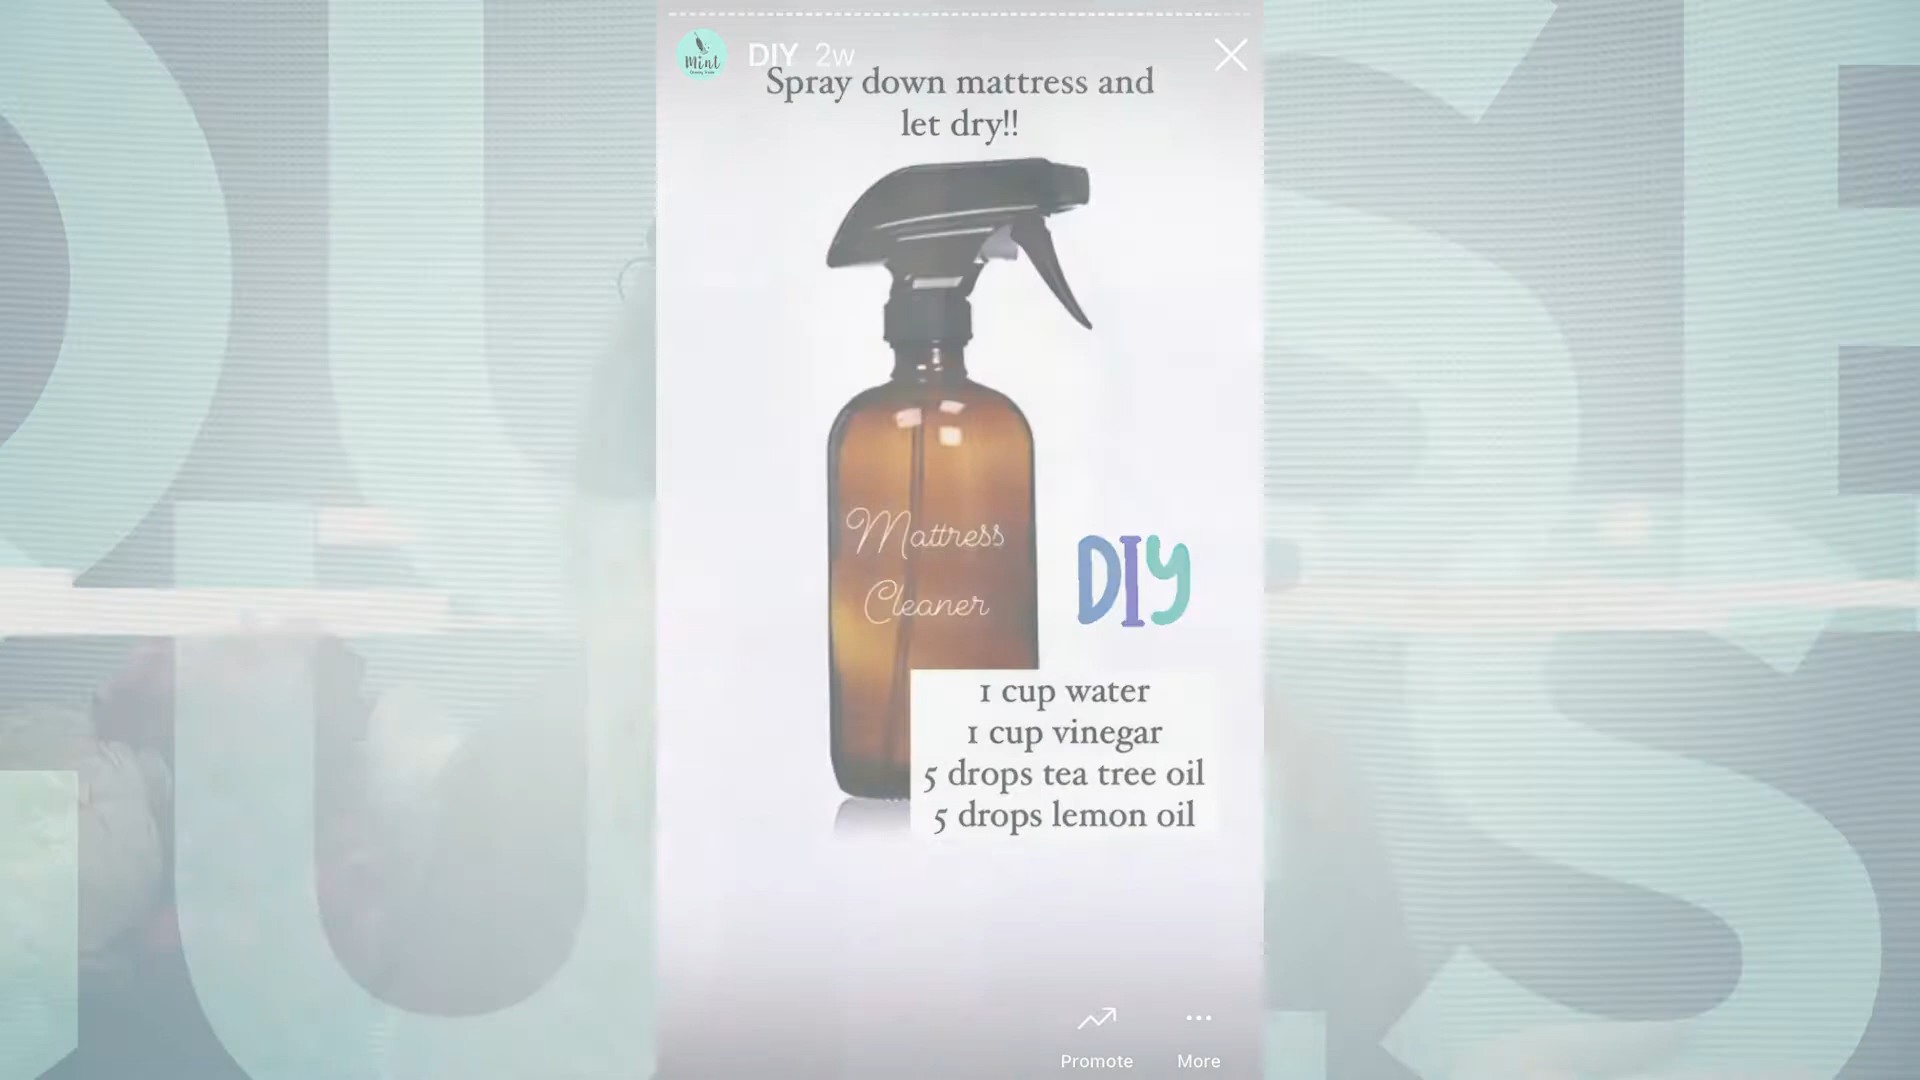 Mint
DIY 2w
Spray down mattress and
let dry!!
Mattress
Cleaner
DIY
1 cup water
1 cup vinegar
5 drops tea tree oil
5 drops lemon oil
Promote
More